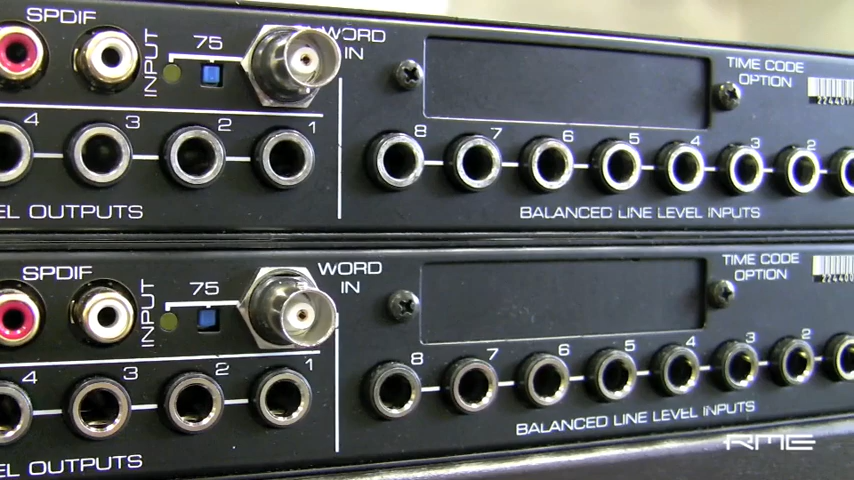 SPDIF
INPUT
75
WORD
IN
TIME CODE
OPTION
4 3 2 1
8 7 6 5 4 3 2
EL OUTPUTS
BALANCED LINE LEVEL INPUTS
SPDIF
INPUT
75
WORD
IN
TIME CODE
OPTION
4 3 2 1
8 7 6 5 4 3 2
EL OUTPUTS
BALANCED LINE LEVEL INPUTS
RME